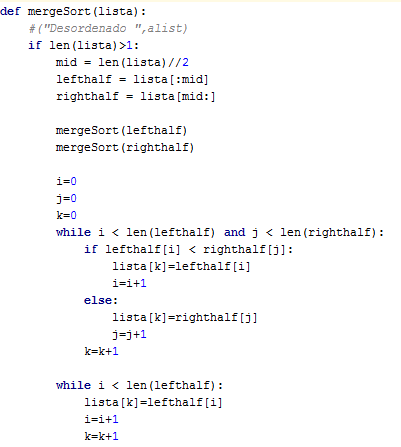 def mergeSort(lista):
    #("Desordenado ",alist)
    if len(lista)>1:
        mid = len(lista)//2
        lefthalf = lista[:mid]
        righthalf = lista[mid:]

        mergeSort(lefthalf)
        mergeSort(righthalf)

        i=0
        j=0
        k=0
        while i < len(lefthalf) and j < len(righthalf):
            if lefthalf[i] < righthalf[j]:
                lista[k]=lefthalf[i]
                i=i+1
            else:
                lista[k]=righthalf[j]
                j=j+1
            k=k+1

        while i < len(lefthalf):
            lista[k]=lefthalf[i]
            i=i+1
            k=k+1